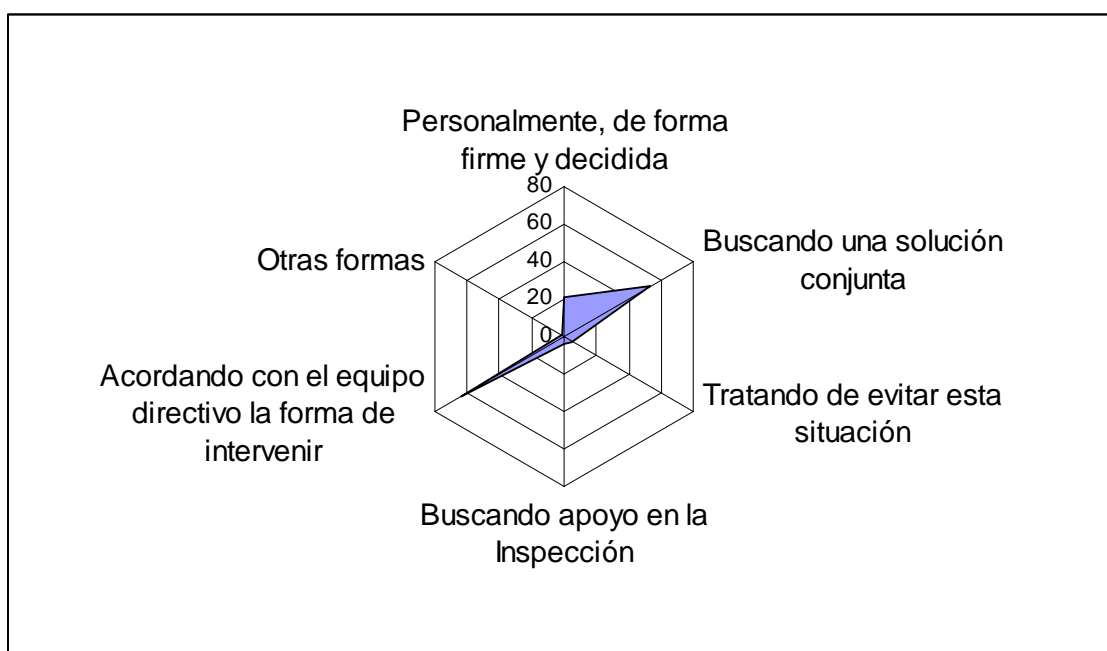 Personalmente, de forma
firme y decidida
80
60
40
20
0
Buscando una solución
conjunta
Tratando de evitar esta
situación
Buscando apoyo en la
Inspección
Acordando con el equipo
directivo la forma de
intervenir
Otras formas